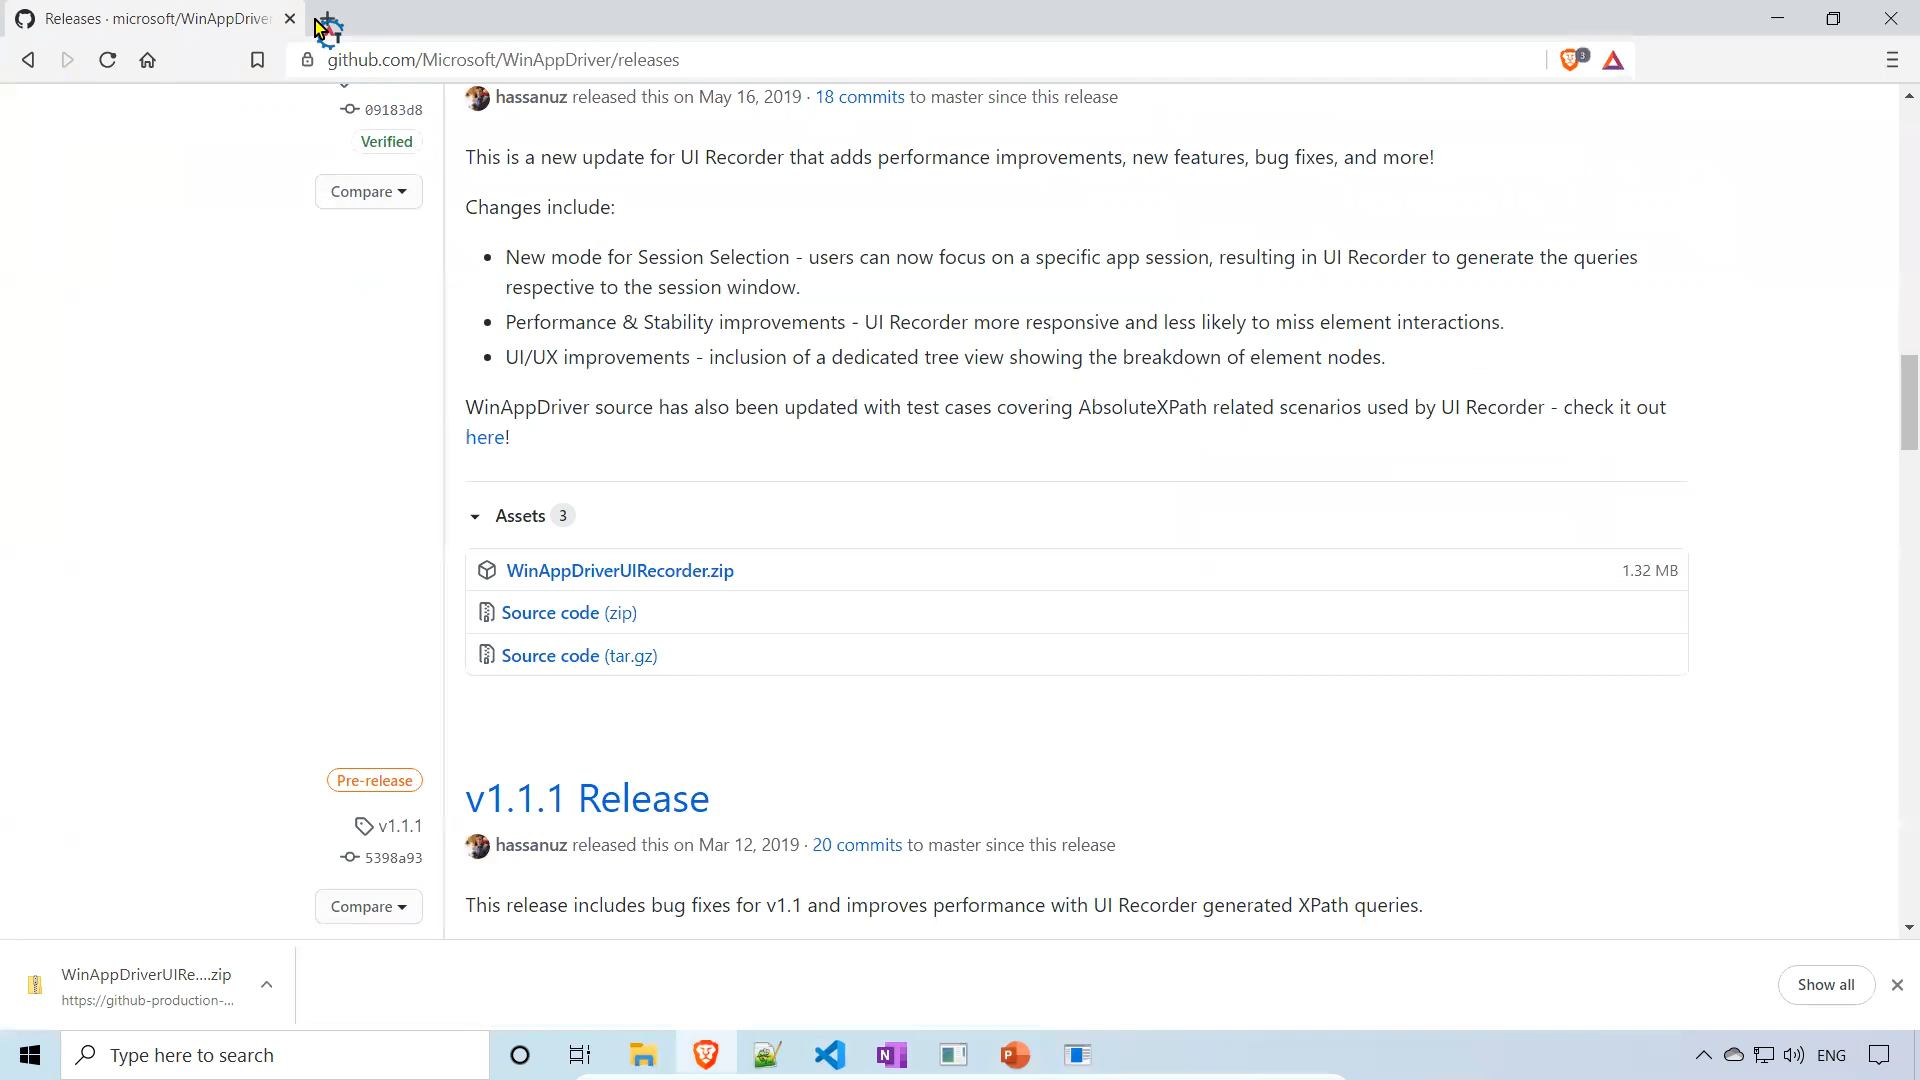 Releases · microsoft/WinAppDriver
github.com/Microsoft/WinAppDriver/releases
3
09183d8
Verified
Compare
hassanuz released this on May 16, 2019 · 18 commits to master since this release
This is a new update for UI Recorder that adds performance improvements, new features, bug fixes, and more!
Changes include:
New mode for Session Selection - users can now focus on a specific app session, resulting in UI Recorder to generate the queries
respective to the session window.
Performance & Stability improvements - UI Recorder more responsive and less likely to miss element interactions.
UI/UX improvements - inclusion of a dedicated tree view showing the breakdown of element nodes.
WinAppDriver source has also been updated with test cases covering AbsoluteXPath related scenarios used by UI Recorder - check it out
here!
Assets 3
WinAppDriverUIRecorder.zip 1.32 MB
Source code (zip)
Source code (tar.gz)
Pre-release
v1.1.1
5398a93
Compare
v1.1.1 Release
hassanuz released this on Mar 12, 2019 · 20 commits to master since this release
This release includes bug fixes for v1.1 and improves performance with UI Recorder generated XPath queries.
WinAppDriverUIRe....zip
https://github-production-...
Show all
Type here to search
ENG